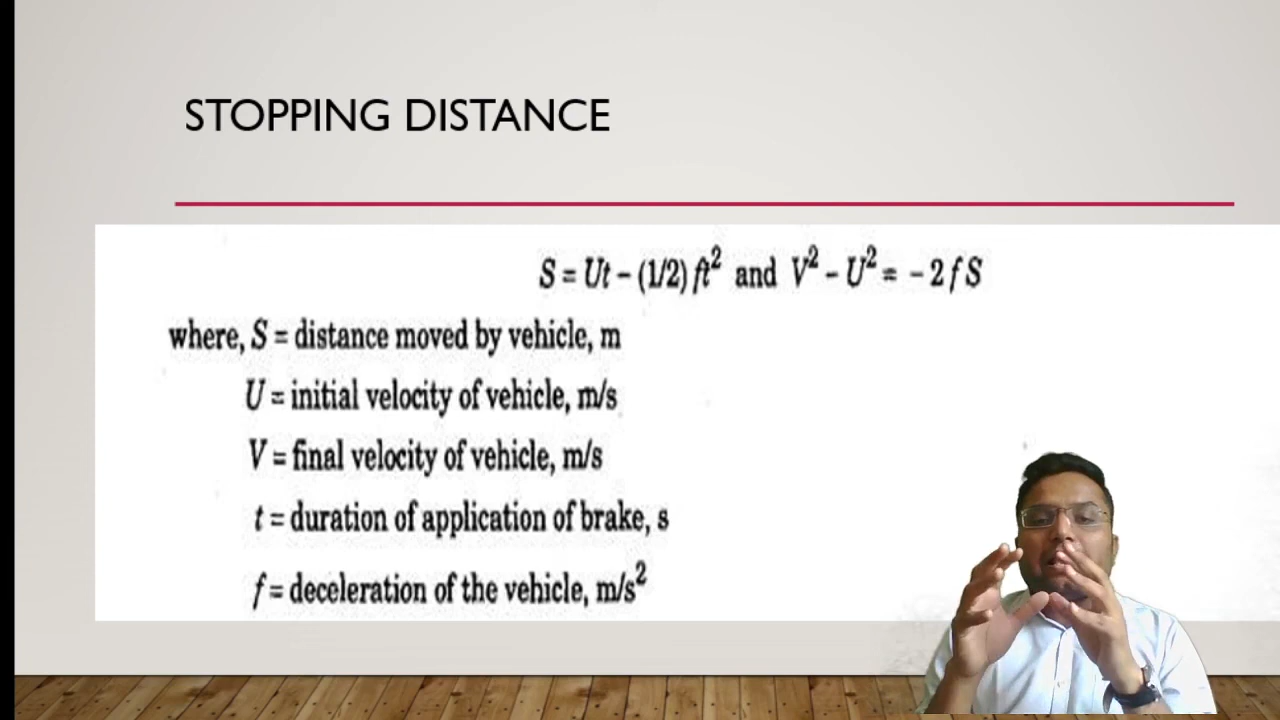 STOPPING DISTANCE
S = Ut – (1/2) ft² and V² – U² = – 2 f S
where, S = distance moved by vehicle, m
U = initial velocity of vehicle, m/s
V = final velocity of vehicle, m/s
t = duration of application of brake, s
f = deceleration of the vehicle, m/s²